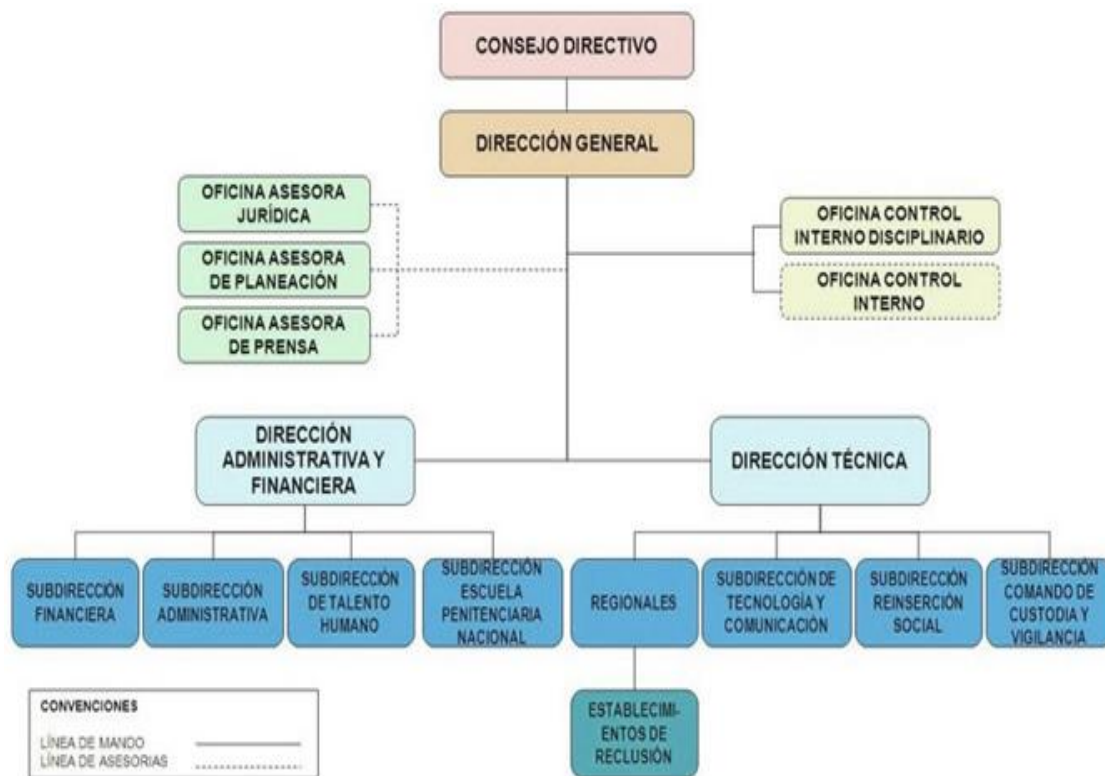 CONSEJO DIRECTIVO
DIRECCIÓN GENERAL
OFICINA ASESORA
JURÍDICA
OFICINA ASESORA
DE PLANEACIÓN
OFICINA ASESORA
DE PRENSA
OFICINA CONTROL
INTERNO DISCIPLINARIO
OFICINA CONTROL
INTERNO
DIRECCIÓN
ADMINISTRATIVA Y
FINANCIERA
DIRECCIÓN TÉCNICA
SUBDIRECCIÓN
FINANCIERA
SUBDIRECCIÓN
ADMINISTRATIVA
SUBDIRECCIÓN
DE TALENTO
HUMANO
SUBDIRECCIÓN
ESCUELA
PENITENCIARIA
NACIONAL
REGIONALES
SUBDIRECCIÓN DE
TECNOLOGÍA Y
COMUNICACIÓN
SUBDIRECCIÓN
REINSERCIÓN
SOCIAL
SUBDIRECCIÓN
COMANDO DE
CUSTODIA Y
VIGILANCIA
ESTABLECIMI-
ENTOS DE
RECLUSIÓN
CONVENCIONES
LÍNEA DE MANDO
LÍNEA DE ASESORIAS